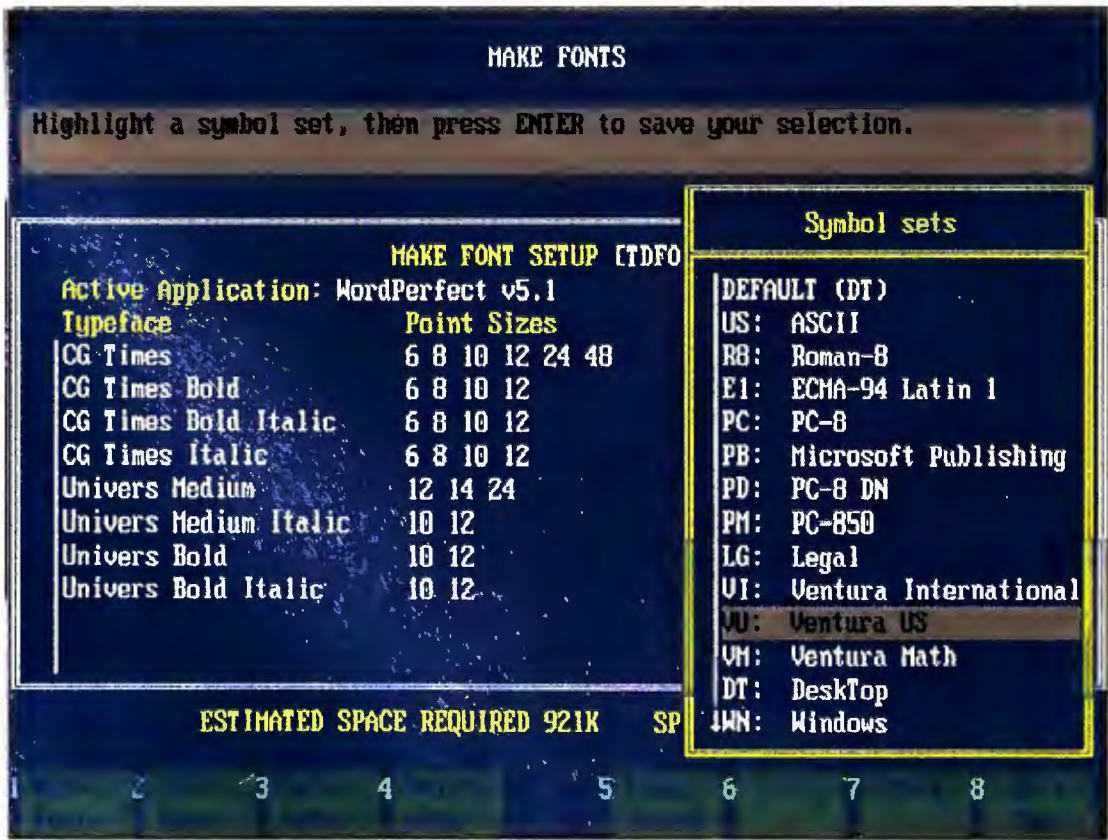 MAKE FONTS
Highlight a symbol set, then press ENTER to save your selection.
MAKE FONT SETUP [TDFO
Active Application: WordPerfect v5.1
Typeface Point Sizes
CG Times 6 8 10 12 24 48
CG Times Bold 6 8 10 12
CG Times Bold Italic 6 8 10 12
CG Times Italic 6 8 10 12
Univers Medium 12 14 24
Univers Medium Italic 10 12
Univers Bold 10 12
Univers Bold Italic 10 12
ESTIMATED SPACE REQUIRED 921K SP
Symbol sets
DEFAULT (DT)
US: ASCII
R8: Roman-8
E1: ECMA-94 Latin 1
PC: PC-8
PB: Microsoft Publishing
PD: PC-8 DN
PM: PC-850
LG: Legal
VI: Ventura International
VU: Ventura US
VM: Ventura Math
DT: DeskTop
↓WN: Windows
1 2 3 4 5 6 7 8